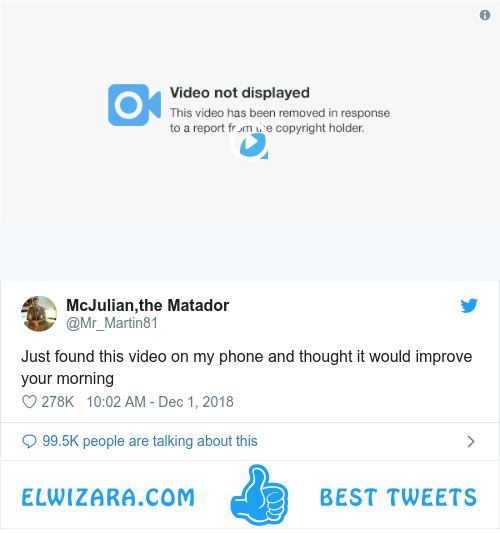 Video not displayed
This video has been removed in response
to a report from the copyright holder.
McJulian,the Matador
@Mr_Martin81
Just found this video on my phone and thought it would improve
your morning
278K 10:02 AM - Dec 1, 2018
99.5K people are talking about this
ELWIZARA.COM BEST TWEETS